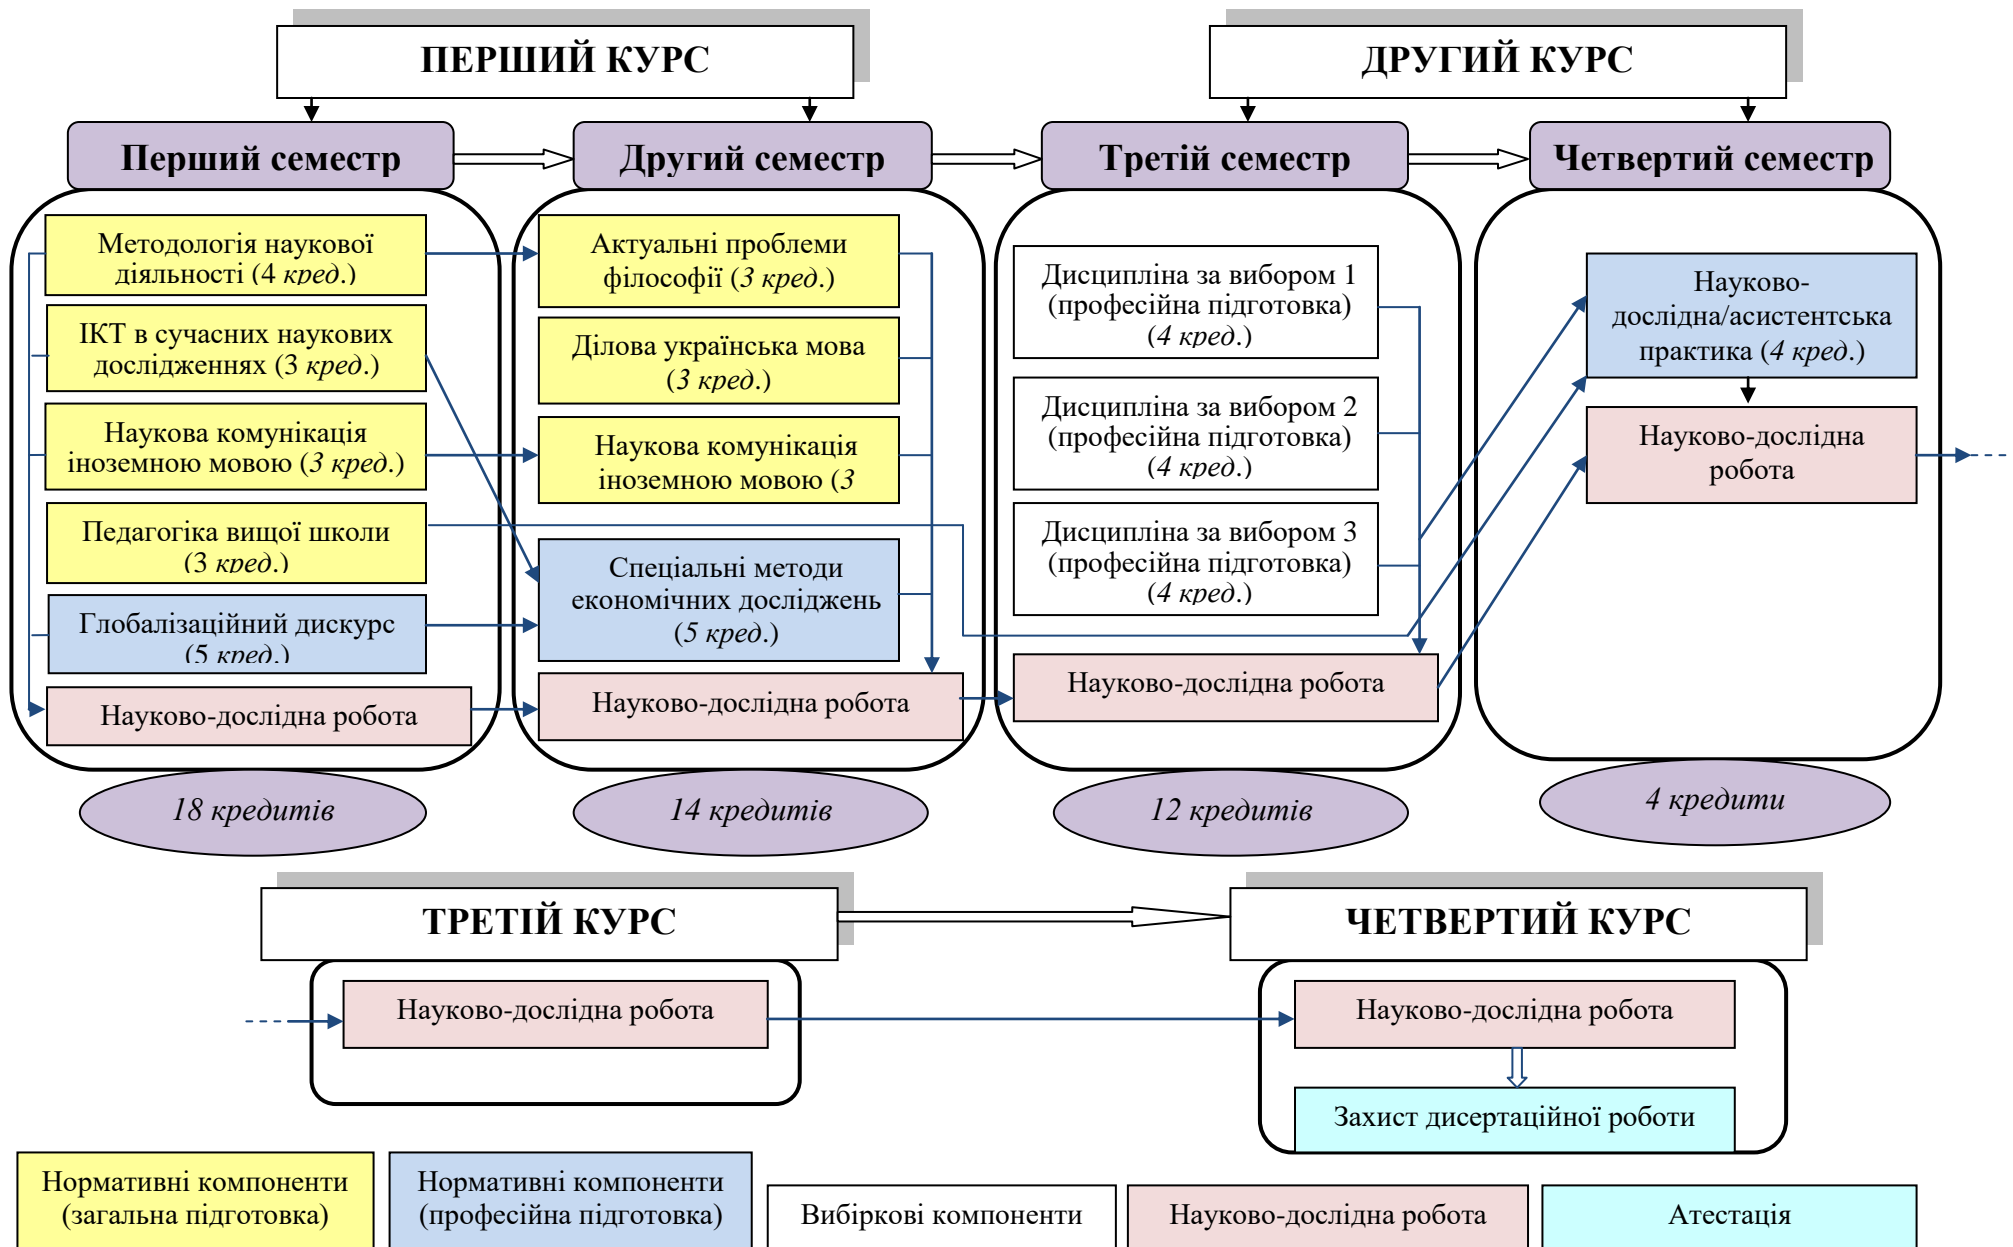 ПЕРШИЙ КУРС
ДРУГИЙ КУРС
Перший семестр
Другий семестр
Третій семестр
Четвертий семестр
Методологія наукової
діяльності (4 кред.)
ІКТ в сучасних наукових
дослідженнях (3 кред.)
Наукова комунікація
іноземною мовою (3 кред.)
Педагогіка вищої школи
(3 кред.)
Глобалізаційний дискурс
(5 кред.)
Науково-дослідна робота
18 кредитів
Актуальні проблеми
філософії (3 кред.)
Ділова українська мова
(3 кред.)
Наукова комунікація
іноземною мовою (3
Спеціальні методи
економічних досліджень
(5 кред.)
Науково-дослідна робота
14 кредитів
Дисципліна за вибором 1
(професійна підготовка)
(4 кред.)
Дисципліна за вибором 2
(професійна підготовка)
(4 кред.)
Дисципліна за вибором 3
(професійна підготовка)
(4 кред.)
Науково-дослідна робота
12 кредитів
Науково-
дослідна/асистентська
практика (4 кред.)
Науково-дослідна
робота
4 кредити
ТРЕТІЙ КУРС
ЧЕТВЕРТИЙ КУРС
Науково-дослідна робота
Науково-дослідна робота
Захист дисертаційної роботи
Нормативні компоненти
(загальна підготовка)
Нормативні компоненти
(професійна підготовка)
Вибіркові компоненти
Науково-дослідна робота
Атестація